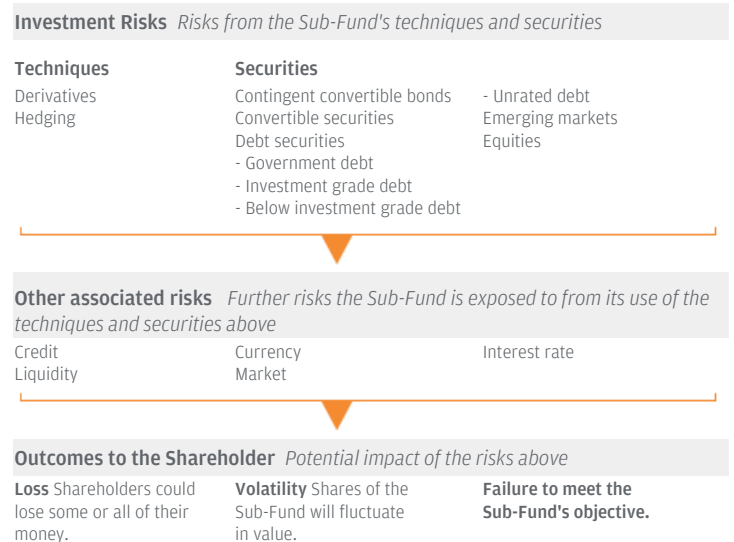 Investment Risks Risks from the Sub-Fund's techniques and securities
Techniques
Derivatives
Hedging
Securities
Contingent convertible bonds
Convertible securities
Debt securities
- Government debt
- Investment grade debt
- Below investment grade debt
- Unrated debt
Emerging markets
Equities
Other associated risks Further risks the Sub-Fund is exposed to from its use of the
techniques and securities above
Credit
Liquidity
Currency
Market
Interest rate
Outcomes to the Shareholder Potential impact of the risks above
Loss Shareholders could
lose some or all of their
money.
Volatility Shares of the
Sub-Fund will fluctuate
in value.
Failure to meet the
Sub-Fund's objective.